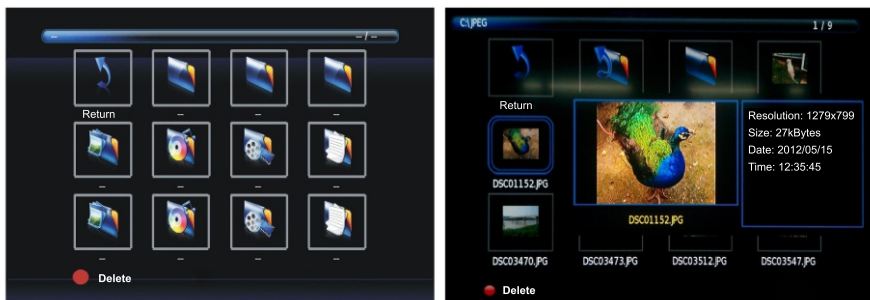 --
-- / --
Return
--
--
--
--
--
--
--
--
--
--
--
Delete
C:\JPEG
1 / 9
Return
Resolution: 1279x799
Size: 27kBytes
Date: 2012/05/15
Time: 12:35:45
DSC01152.JPG
DSC01152.JPG
DSC03470.JPG
DSC03473.JPG
DSC03512.JPG
DSC03547.JPG
Delete